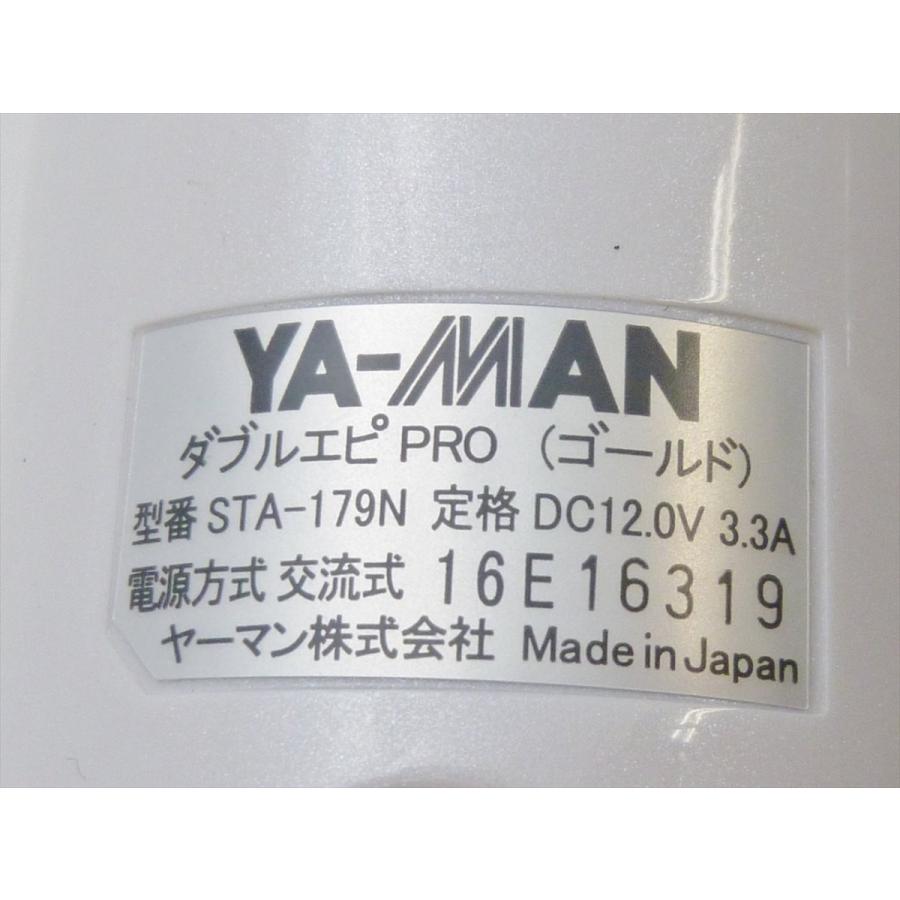 YA-MAN
ダブルエピ PRO （ゴールド）
型番 STA-179N 定格 DC12.0V 3.3A
電源方式 交流式 16E16319
ヤーマン株式会社 Made in Japan